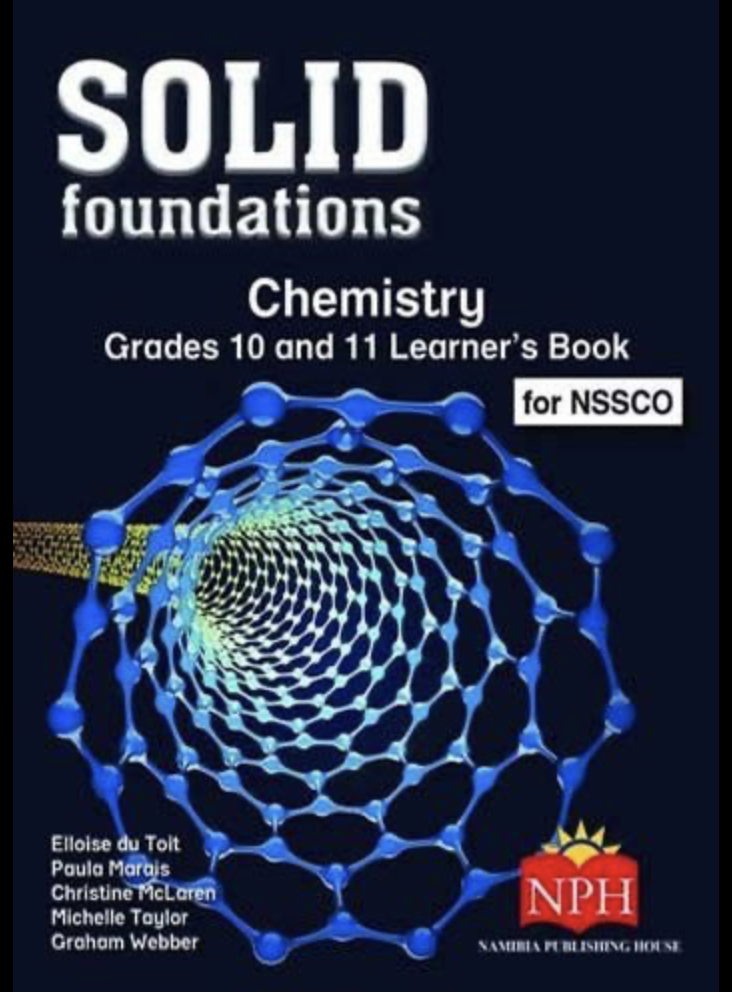 SOLID
foundations
Chemistry
Grades 10 and 11 Learner's Book
for NSSCO
Elloise du Toit
Paula Marais
Christine McLaren
Michelle Taylor
Graham Webber
NPH
NAMIBIA PUBLISHING HOUSE